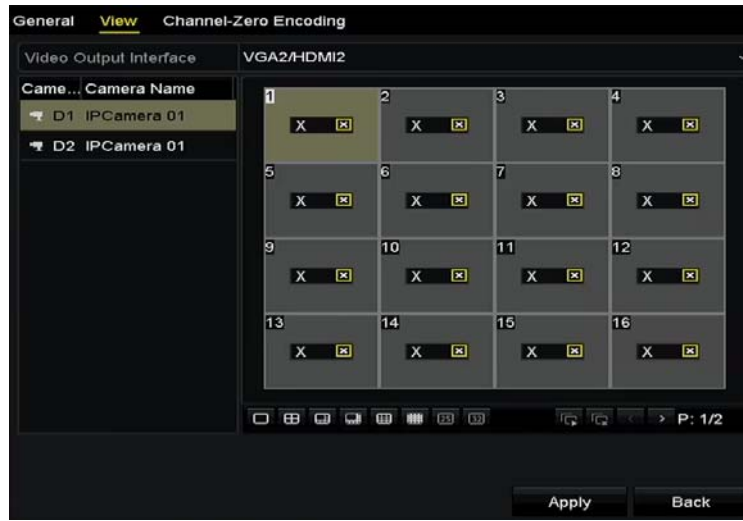 General View Channel-Zero Encoding
Video Output Interface VGA2/HDMI2
Came... Camera Name
D1 IPCamera 01
D2 IPCamera 01
1 2 3 4
X X X X
5 6 7 8
X X X X
9 10 11 12
X X X X
13 14 15 16
X X X X
25 32 < > P: 1/2
Apply Back